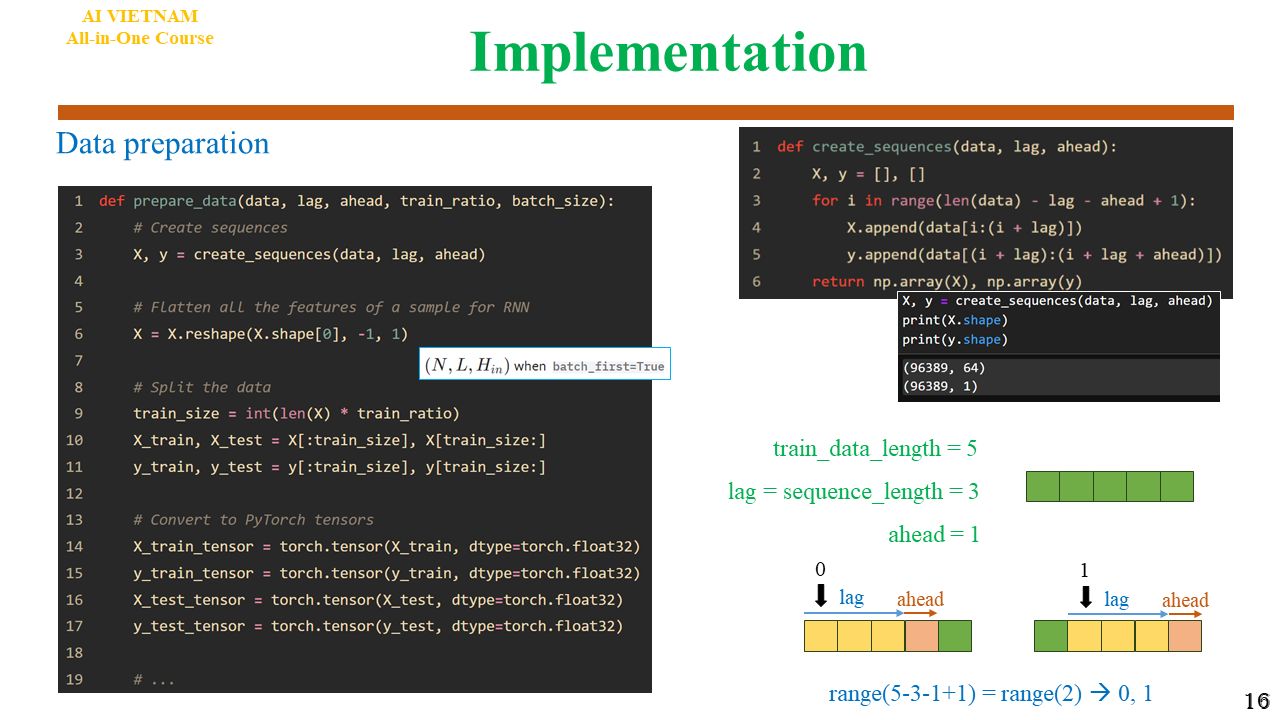 AI VIETNAM
All-in-One Course
Implementation
Data preparation
1 def prepare_data(data, lag, ahead, train_ratio, batch_size):
2 # Create sequences
3 X, y = create_sequences(data, lag, ahead)
4
5 # Flatten all the features of a sample for RNN
6 X = X.reshape(X.shape[0], -1, 1)
7
8 # Split the data
9 train_size = int(len(X) * train_ratio)
10 X_train, X_test = X[:train_size], X[train_size:]
11 y_train, y_test = y[:train_size], y[train_size:]
12
13 # Convert to PyTorch tensors
14 X_train_tensor = torch.tensor(X_train, dtype=torch.float32)
15 y_train_tensor = torch.tensor(y_train, dtype=torch.float32)
16 X_test_tensor = torch.tensor(X_test, dtype=torch.float32)
17 y_test_tensor = torch.tensor(y_test, dtype=torch.float32)
18
19 # ...
(N, L, H_in) when batch_first=True
1 def create_sequences(data, lag, ahead):
2 X, y = [], []
3 for i in range(len(data) - lag - ahead + 1):
4 X.append(data[i:(i + lag)])
5 y.append(data[(i + lag):(i + lag + ahead)])
6 return np.array(X), np.array(y)
X, y = create_sequences(data, lag, ahead)
print(X.shape)
print(y.shape)
(96389, 64)
(96389, 1)
train_data_length = 5
lag = sequence_length = 3
ahead = 1
0
lag ahead
1
lag ahead
range(5-3-1+1) = range(2) → 0, 1
16